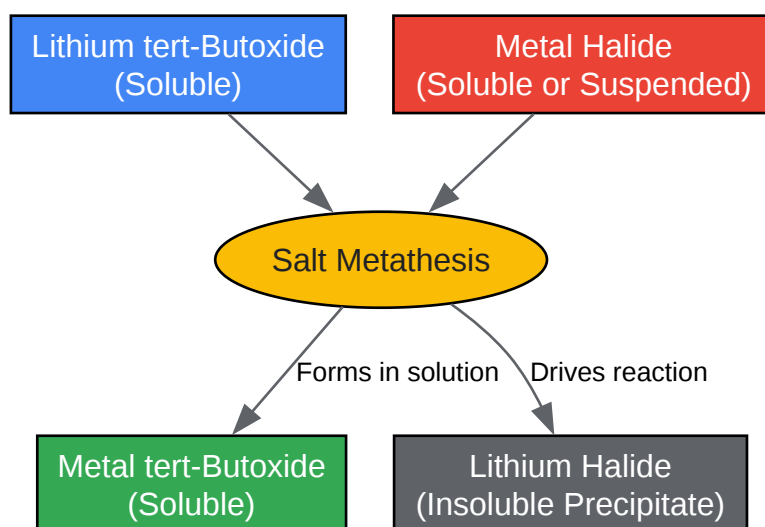 Lithium tert-Butoxide
(Soluble)
Metal Halide
(Soluble or Suspended)
Salt Metathesis
Forms in solution
Drives reaction
Metal tert-Butoxide
(Soluble)
Lithium Halide
(Insoluble Precipitate)